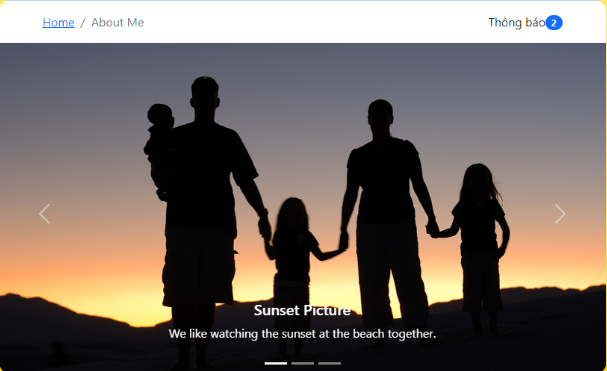 Home / About Me
Thông báo 2
Sunset Picture
We like watching the sunset at the beach together.